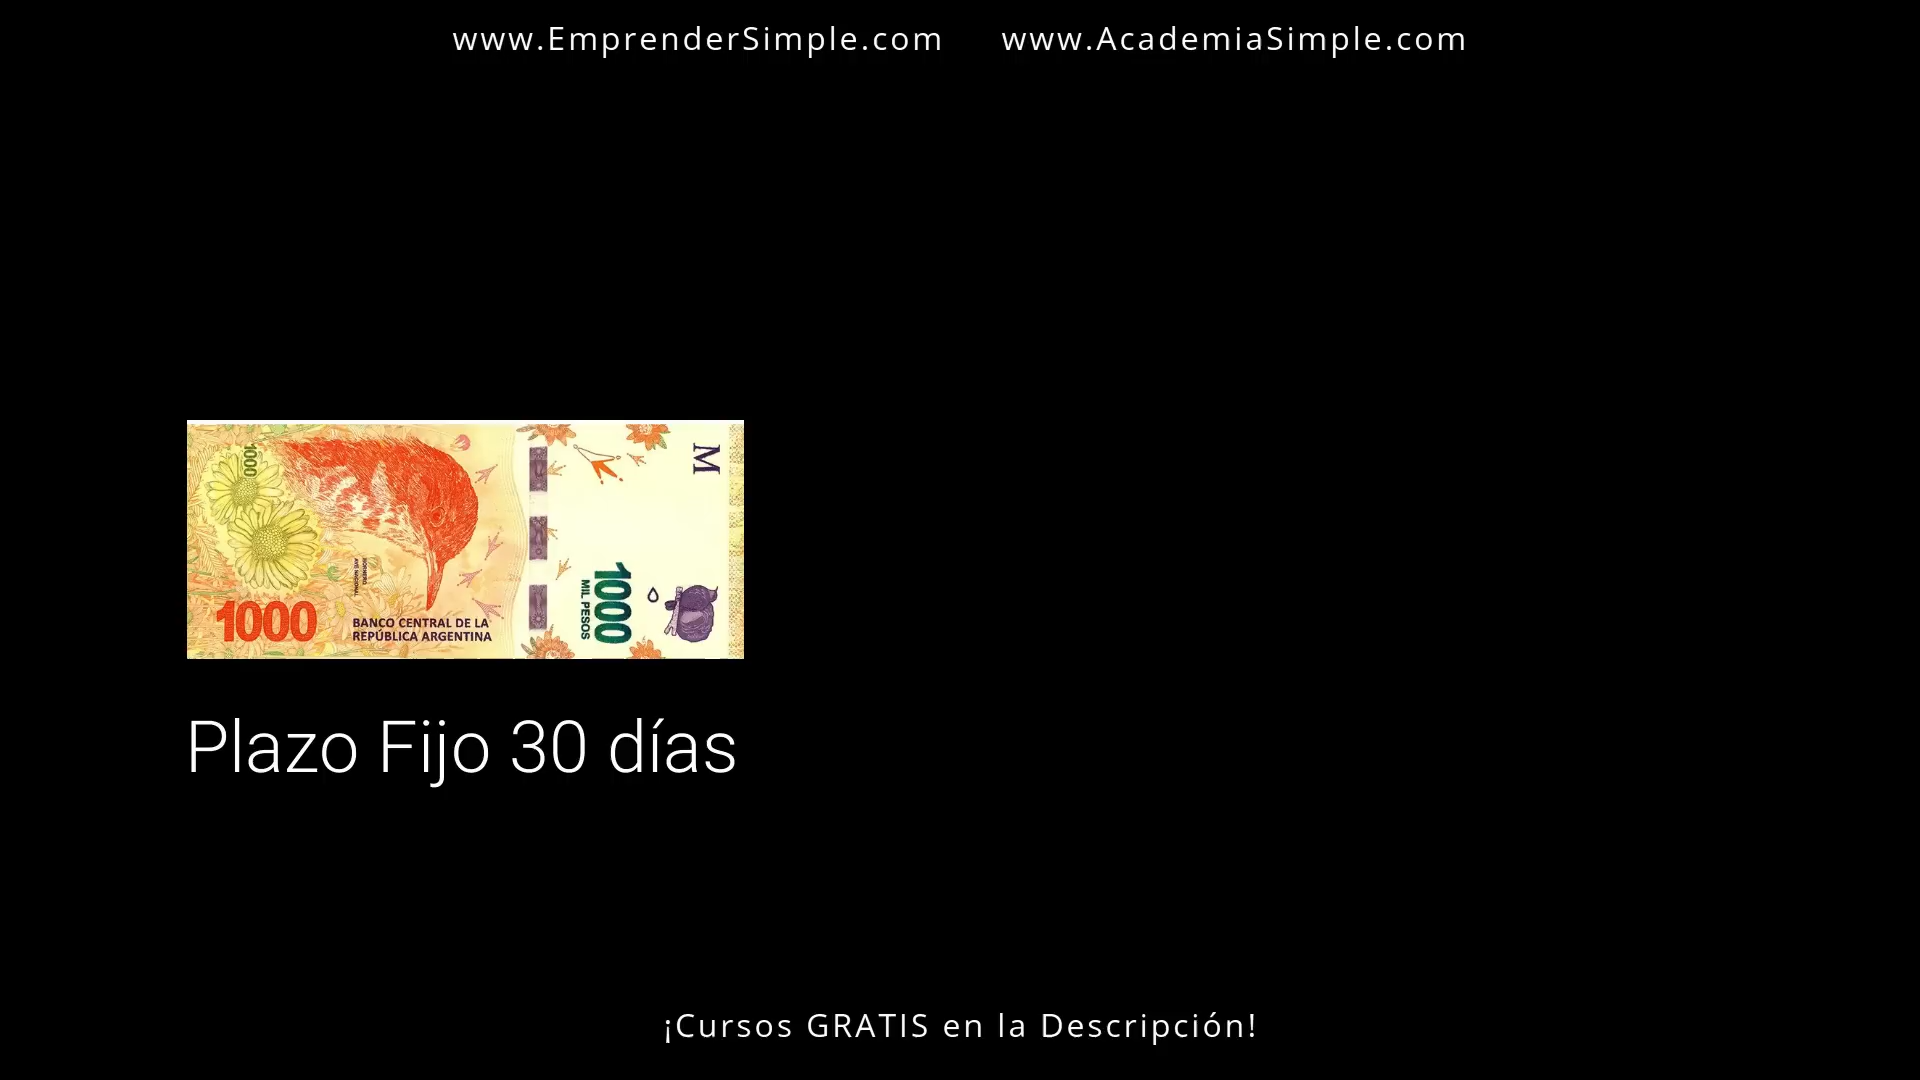 www.EmprenderSimple.com www.AcademiaSimple.com
1000
M
1000
MIL PESOS
1000
BANCO CENTRAL DE LA
REPÚBLICA ARGENTINA
Plazo Fijo 30 días
¡Cursos GRATIS en la Descripción!